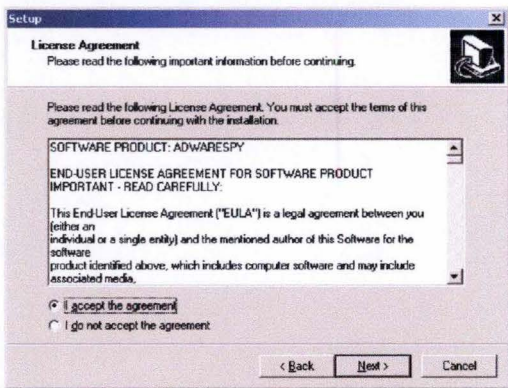 Setup
License Agreement
Please read the following important information before continuing.
Please read the following License Agreement. You must accept the terms of this
agreement before continuing with the installation.
SOFTWARE PRODUCT: ADWARESPY
END-USER LICENSE AGREEMENT FOR SOFTWARE PRODUCT
IMPORTANT - READ CAREFULLY:
This End-User License Agreement ("EULA") is a legal agreement between you
(either an
individual or a single entity) and the mentioned author of this Software for the
software
product identified above, which includes computer software and may include
associated media,
I accept the agreement
I do not accept the agreement
< Back
Next >
Cancel